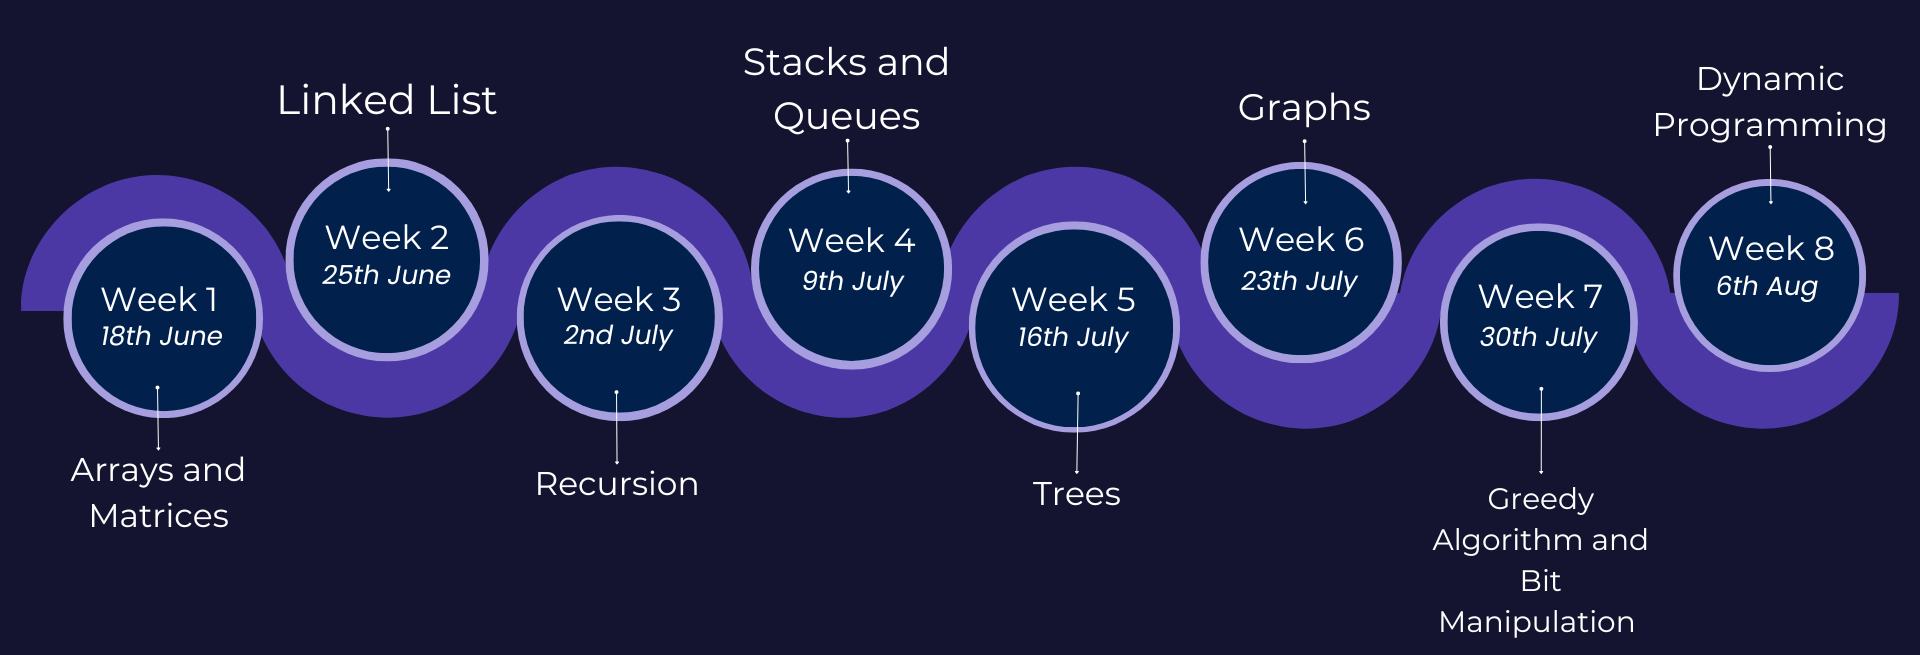 Week 1
18th June
Arrays and
Matrices
Linked List
Week 2
25th June
Week 3
2nd July
Recursion
Stacks and
Queues
Week 4
9th July
Week 5
16th July
Trees
Graphs
Week 6
23th July
Week 7
30th July
Greedy
Algorithm and
Bit
Manipulation
Dynamic
Programming
Week 8
6th Aug